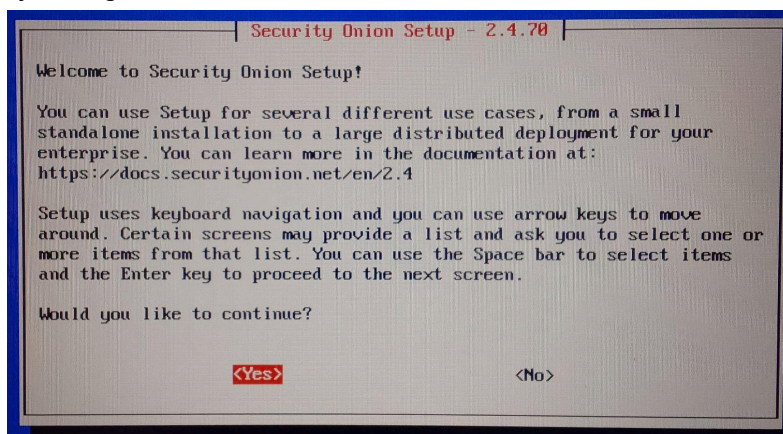 Security Onion Setup - 2.4.70
Welcome to Security Onion Setup!
You can use Setup for several different use cases, from a small
standalone installation to a large distributed deployment for your
enterprise. You can learn more in the documentation at:
https://docs.securityonion.net/en/2.4
Setup uses keyboard navigation and you can use arrow keys to move
around. Certain screens may provide a list and ask you to select one or
more items from that list. You can use the Space bar to select items
and the Enter key to proceed to the next screen.
Would you like to continue?
<Yes> <No>